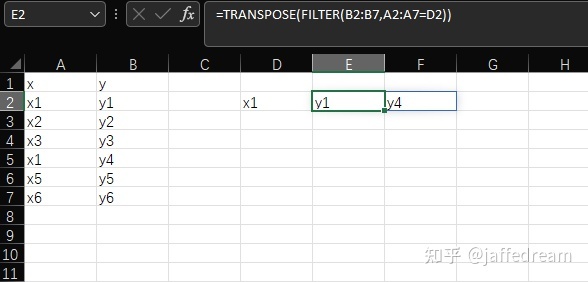 E2 fx =TRANSPOSE(FILTER(B2:B7,A2:A7=D2))
A B C D E F G H
1 x y
2 x1 y1 x1 y1 y4
3 x2 y2
4 x3 y3
5 x1 y4
6 x5 y5
7 x6 y6
8
9
10
11
知乎 @jaffedream